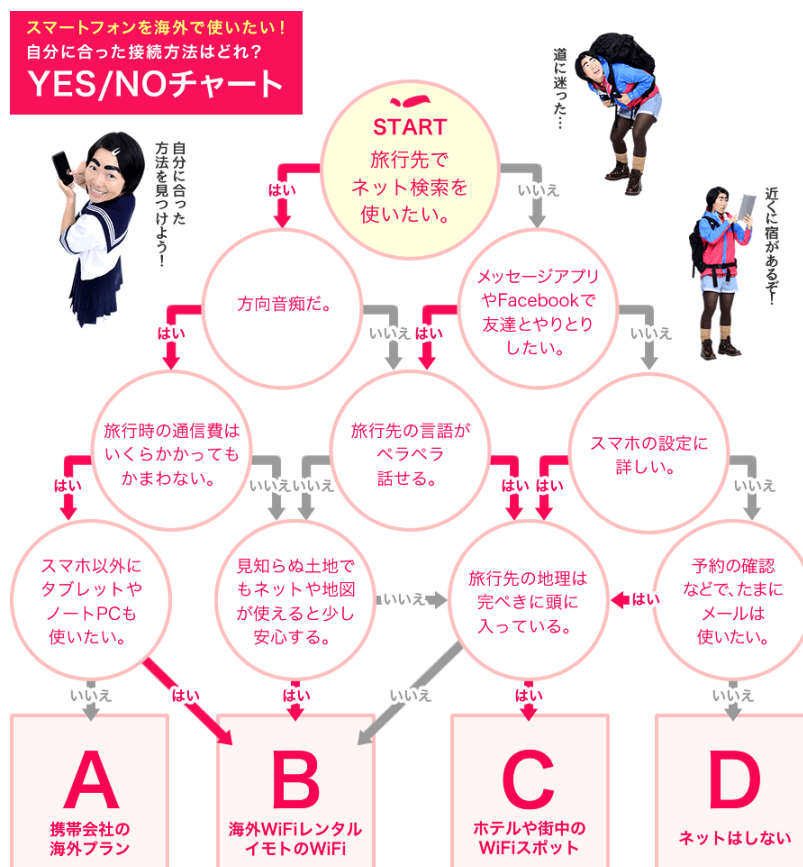 スマートフォンを海外で使いたい！
自分に合った接続方法はどれ？
YES/NOチャート
道に迷った…
自分に合った
方法を見つけよう！
近くに宿があるぞ！
START
旅行先で
ネット検索を
使いたい。
はい
いいえ
方向音痴だ。
メッセージアプリ
やFacebookで
友達とやりとり
したい。
はい
いいえ
はい
いいえ
旅行時の通信費は
いくらかかっても
かまわない。
旅行先の言語が
ペラペラ
話せる。
スマホの設定に
詳しい。
はい
いいえ
いいえ
はい
はい
いいえ
スマホ以外に
タブレットや
ノートPCも
使いたい。
見知らぬ土地で
もネットや地図
が使えると少し
安心する。
いいえ
旅行先の地理は
完ぺきに頭に
入っている。
はい
予約の確認
などで、たまに
メールは
使いたい。
いいえ
はい
はい
いいえ
はい
いいえ
A
携帯会社の
海外プラン
B
海外WiFiレンタル
イモトのWiFi
C
ホテルや街中の
WiFiスポット
D
ネットはしない